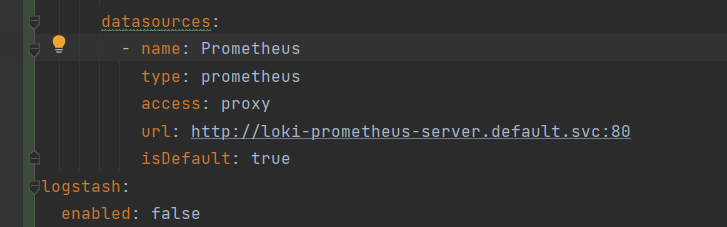 datasources:
- name: Prometheus
type: prometheus
access: proxy
url: http://loki-prometheus-server.default.svc:80
isDefault: true
logstash:
enabled: false